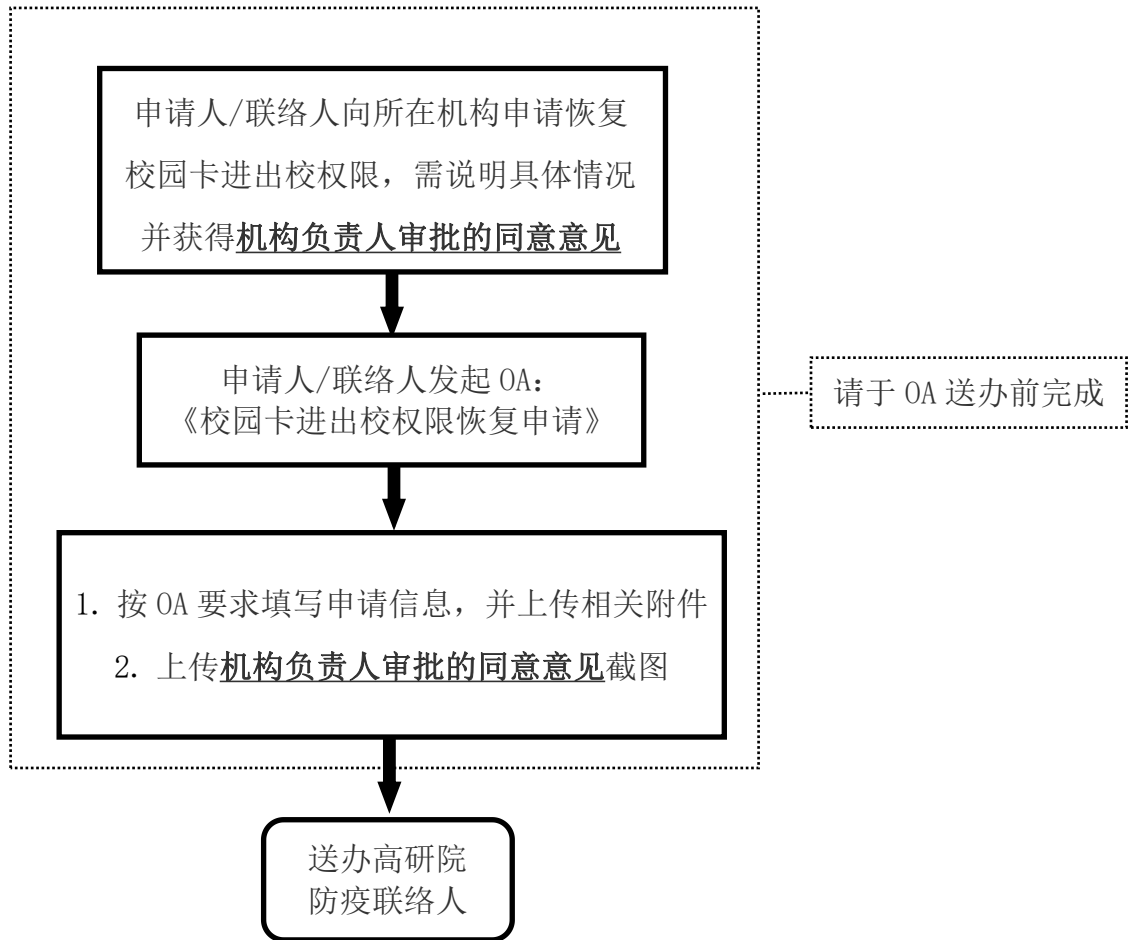 申请人/联络人向所在机构申请恢复
校园卡进出校权限，需说明具体情况
并获得机构负责人审批的同意意见
申请人/联络人发起 OA：
《校园卡进出校权限恢复申请》
请于 OA 送办前完成
1. 按 OA 要求填写申请信息，并上传相关附件
2. 上传机构负责人审批的同意意见截图
送办高研院
防疫联络人